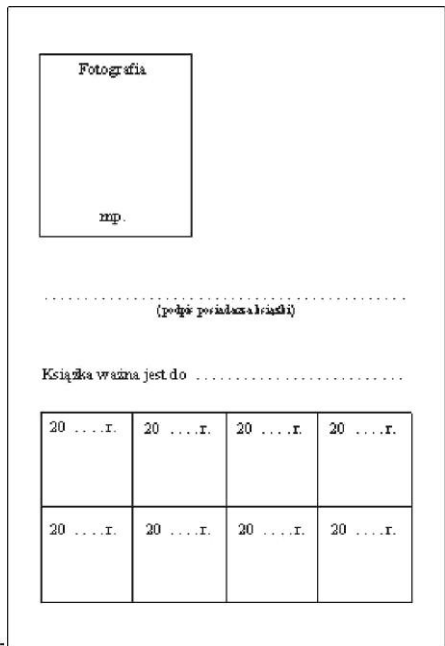 Fotografia
mp.
....................................
(podpis posiadacza książki)
Książka ważna jest do ..........................
20 ....r. 20 ....r. 20 ....r. 20 ....r.
20 ....r. 20 ....r. 20 ....r. 20 ....r.